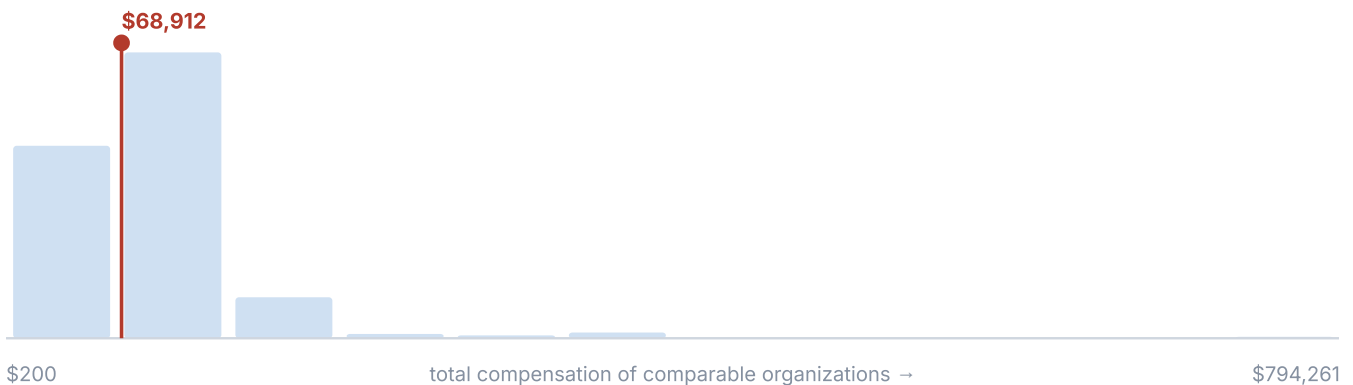 $68,912
$200 total compensation of comparable organizations → $794,261